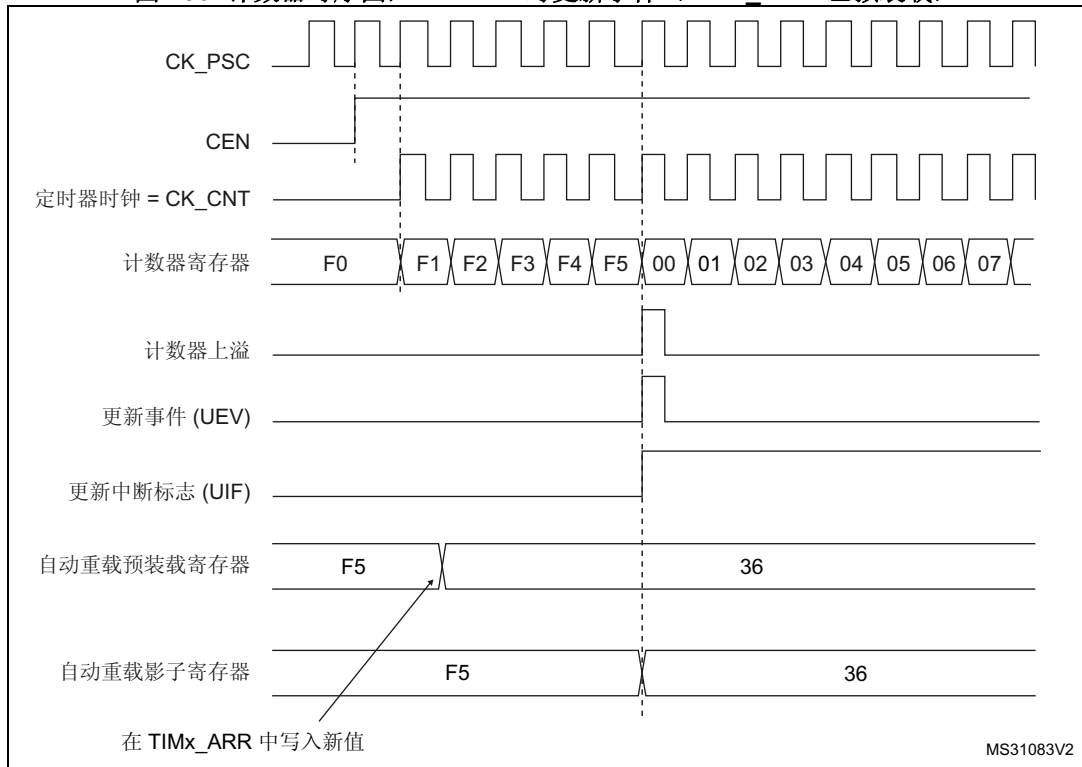 CK_PSC
CEN
定时器时钟 = CK_CNT
计数器寄存器 F0 F1 F2 F3 F4 F5 00 01 02 03 04 05 06 07
计数器上溢
更新事件 (UEV)
更新中断标志 (UIF)
自动重载预装载寄存器 F5 36
自动重载影子寄存器 F5 36
在 TIMx_ARR 中写入新值
MS31083V2